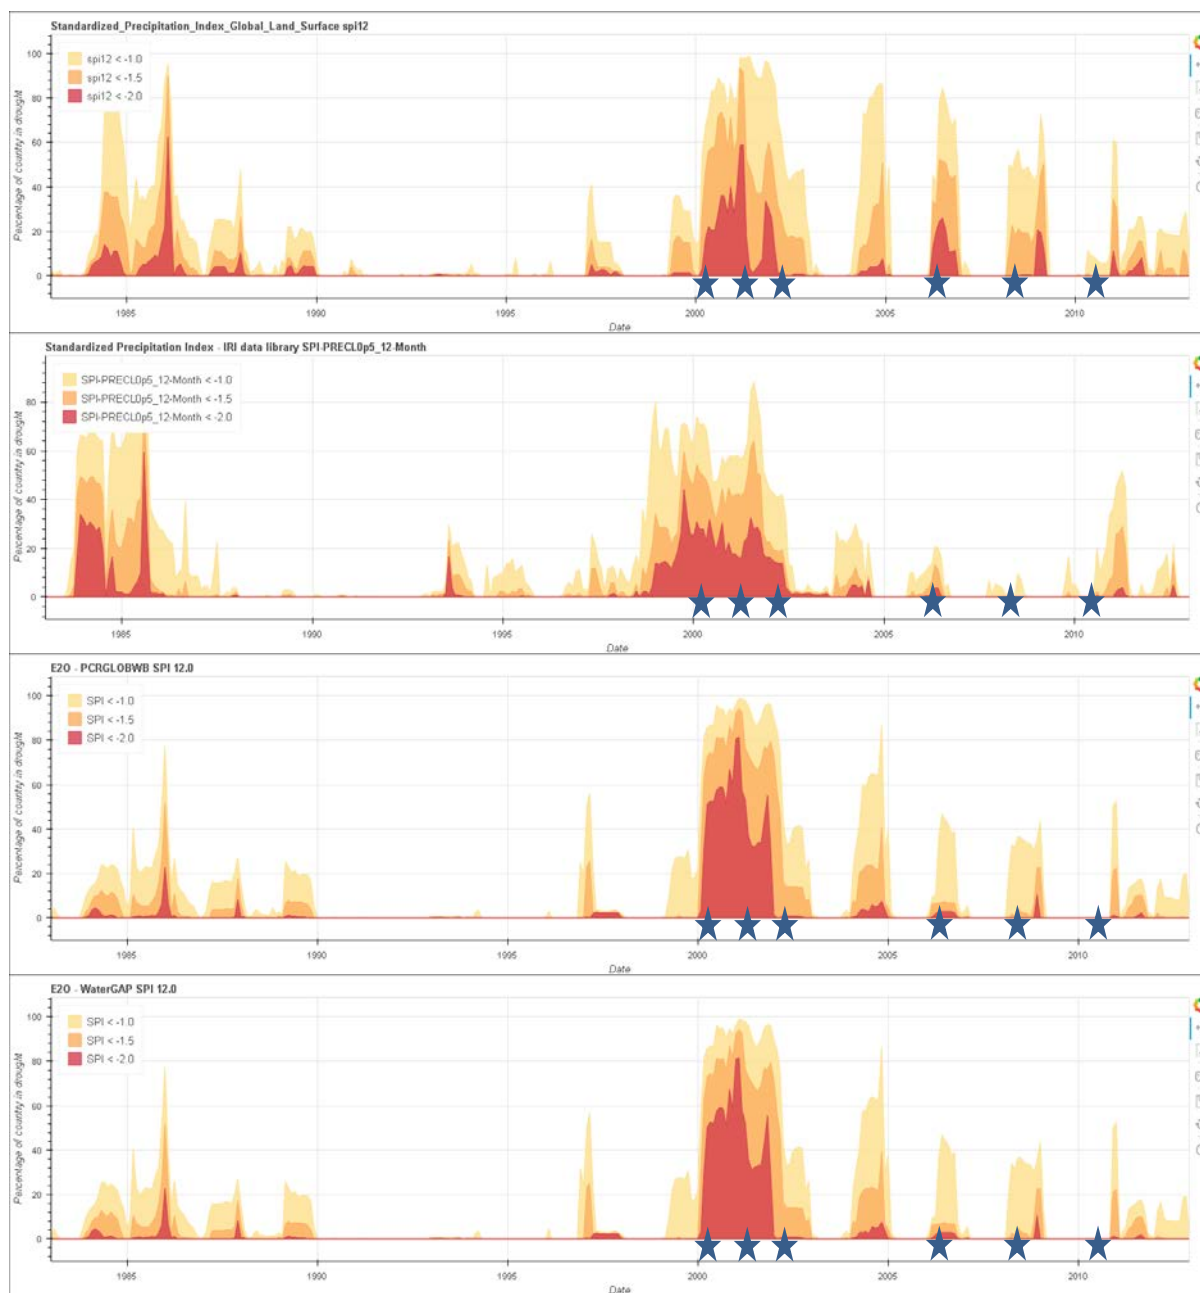 Standardized_Precipitation_Index_Global_Land_Surface spi12
spi12 < -1.0
spi12 < -1.5
spi12 < -2.0
Percentage of country in drought
100
80
60
40
20
0
1985 1990 1995 2000 2005 2010
Date
Standardized Precipitation Index - IRI data library SPI-PRECL0p5_12-Month
SPI-PRECL0p5_12-Month < -1.0
SPI-PRECL0p5_12-Month < -1.5
SPI-PRECL0p5_12-Month < -2.0
Percentage of country in drought
80
60
40
20
0
1985 1990 1995 2000 2005 2010
Date
E2O - PCRGLOBWB SPI 12.0
SPI < -1.0
SPI < -1.5
SPI < -2.0
Percentage of country in drought
100
80
60
40
20
0
1985 1990 1995 2000 2005 2010
Date
E2O - WaterGAP SPI 12.0
SPI < -1.0
SPI < -1.5
SPI < -2.0
Percentage of country in drought
100
80
60
40
20
0
1985 1990 1995 2000 2005 2010
Date